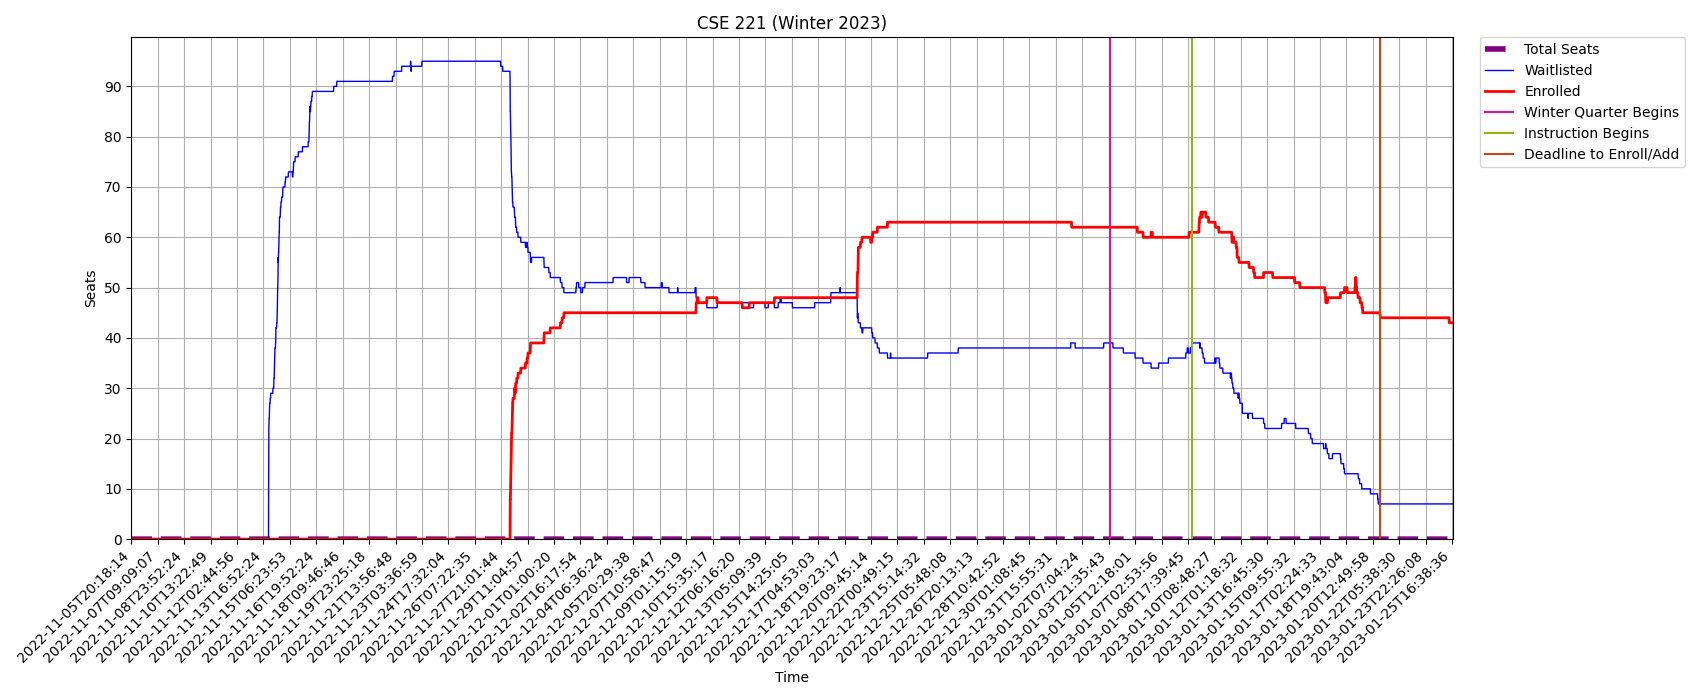 CSE 221 (Winter 2023)
Total Seats
Waitlisted
Enrolled
Winter Quarter Begins
Instruction Begins
Deadline to Enroll/Add
Seats
90
80
70
60
50
40
30
20
10
0
2022-11-05T20:18:14
2022-11-07T09:09:07
2022-11-08T23:52:24
2022-11-10T13:22:49
2022-11-12T02:44:56
2022-11-13T16:52:24
2022-11-15T06:23:53
2022-11-16T19:52:24
2022-11-18T09:46:46
2022-11-19T23:25:18
2022-11-21T13:56:48
2022-11-23T03:36:59
2022-11-24T17:32:04
2022-11-26T07:22:35
2022-11-27T21:01:44
2022-11-29T11:04:57
2022-12-01T01:00:20
2022-12-02T16:17:54
2022-12-04T06:36:24
2022-12-05T20:29:38
2022-12-07T10:58:47
2022-12-09T01:15:19
2022-12-10T15:35:17
2022-12-12T06:16:20
2022-12-13T05:09:39
2022-12-15T14:25:05
2022-12-17T04:53:03
2022-12-18T19:23:17
2022-12-20T09:45:14
2022-12-22T00:49:15
2022-12-23T15:14:32
2022-12-25T05:48:08
2022-12-26T20:13:13
2022-12-28T10:42:52
2022-12-30T01:08:45
2022-12-31T15:55:31
2023-01-02T07:04:24
2023-01-03T21:35:43
2023-01-05T12:18:01
2023-01-07T02:53:56
2023-01-08T17:39:45
2023-01-10T08:48:27
2023-01-12T01:18:32
2023-01-13T16:45:30
2023-01-15T09:55:32
2023-01-17T02:24:33
2023-01-18T19:43:04
2023-01-20T12:49:58
2023-01-22T05:38:30
2023-01-23T22:26:08
2023-01-25T16:38:36
Time